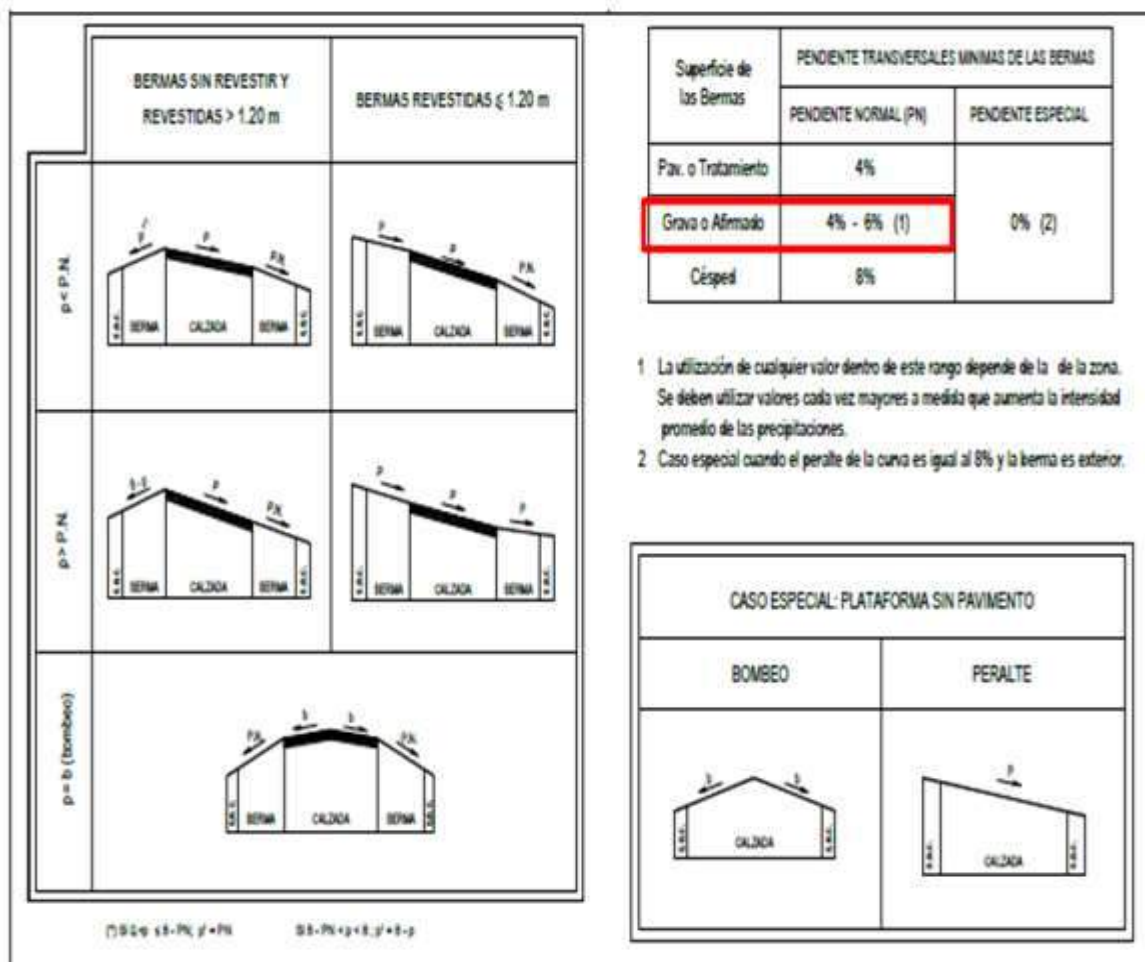 BERMAS SIN REVESTIR Y
REVESTIDAS > 1.20 m
BERMAS REVESTIDAS ≤ 1.20 m
p < P.N.
p
p
P.N.
BERMA
CALZADA
BERMA
p
p
P.N.
BERMA
CALZADA
BERMA
p > P.N.
8 - p
p
P.N.
BERMA
CALZADA
BERMA
p
p
p
BERMA
CALZADA
BERMA
p = b (bombeo)
P.N.
b
b
P.N.
BERMA
CALZADA
BERMA
Superficie de
las Bermas
PENDIENTE TRANSVERSALES MINIMAS DE LAS BERMAS
PENDIENTE NORMAL (PN)
PENDIENTE ESPECIAL
Pav. o Tratamiento
4%
Grava o Afirmado
4% - 6% (1)
0% (2)
Césped
8%
1 La utilización de cualquier valor dentro de este rango depende de la de la zona.
Se deben utilizar valores cada vez mayores a medida que aumenta la intensidad
promedio de las precipitaciones.
2 Caso especial cuando el peralte de la curva es igual al 8% y la berma es exterior.
CASO ESPECIAL: PLATAFORMA SIN PAVIMENTO
BOMBEO
PERALTE
b
b
CALZADA
p
CALZADA